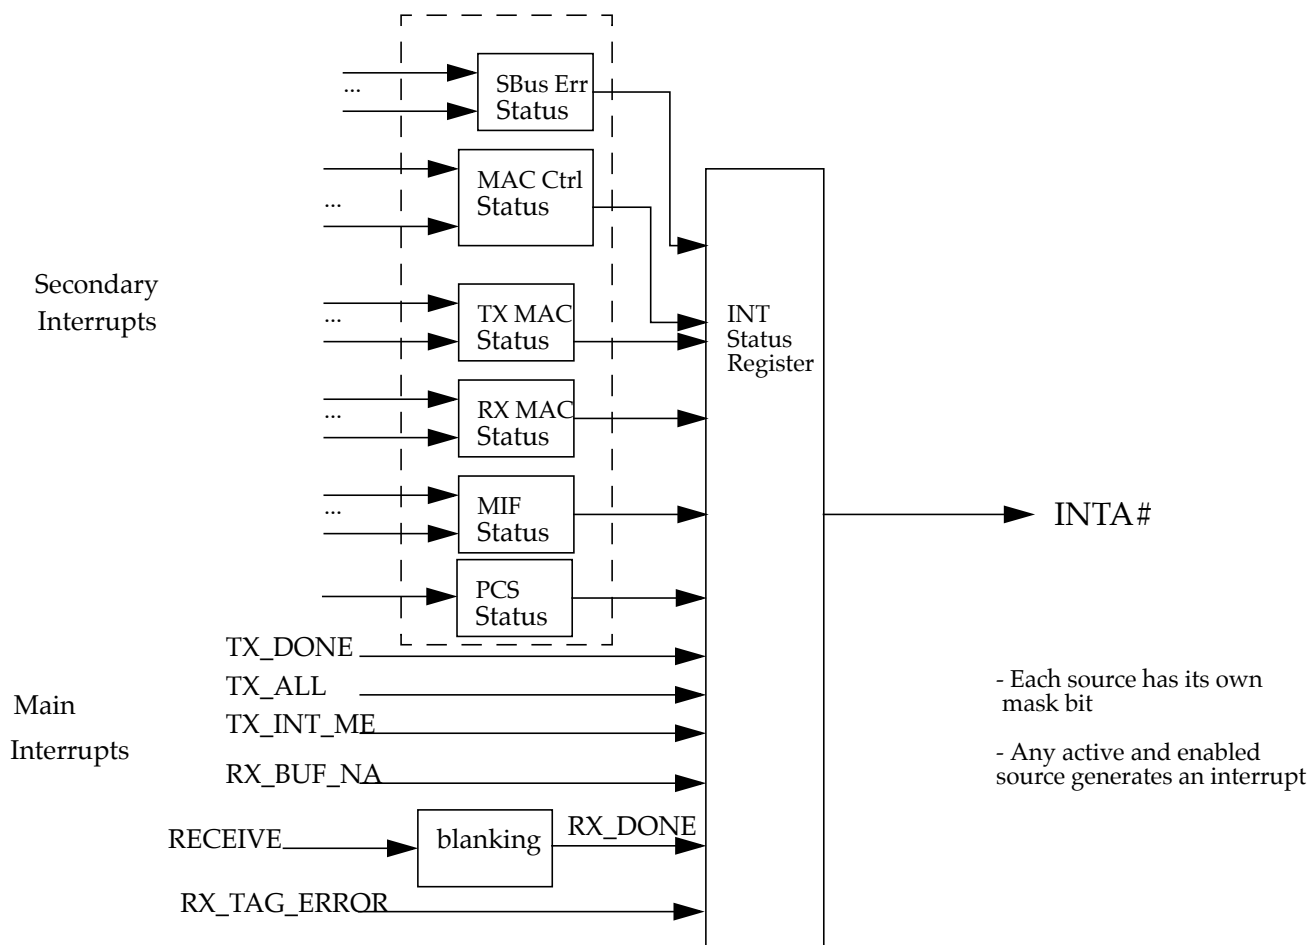 SBus Err
Status
...
MAC Ctrl
Status
...
Secondary
Interrupts
TX MAC
Status
...
INT
Status
Register
RX MAC
Status
...
MIF
Status
...
INTA#
PCS
Status
TX_DONE
TX_ALL
TX_INT_ME
Main
Interrupts
RX_BUF_NA
- Each source has its own
mask bit
- Any active and enabled
source generates an interrupt
RECEIVE
blanking
RX_DONE
RX_TAG_ERROR